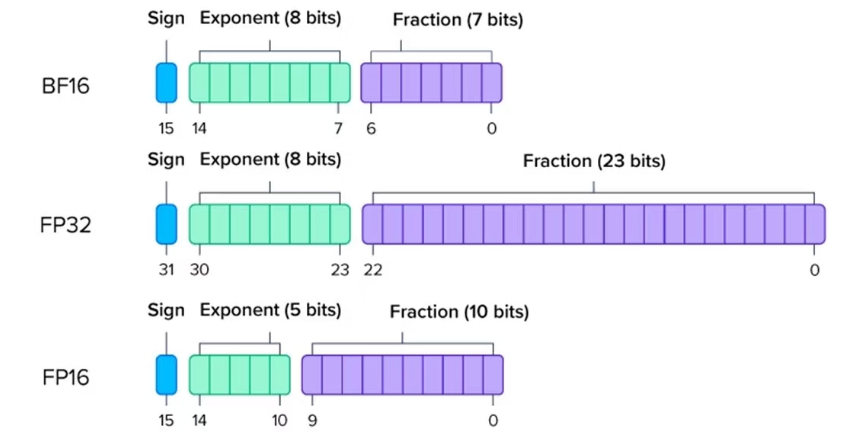 Sign Exponent (8 bits) Fraction (7 bits)
BF16
15 14 7 6 0
Sign Exponent (8 bits) Fraction (23 bits)
FP32
31 30 23 22 0
Sign Exponent (5 bits) Fraction (10 bits)
FP16
15 14 10 9 0